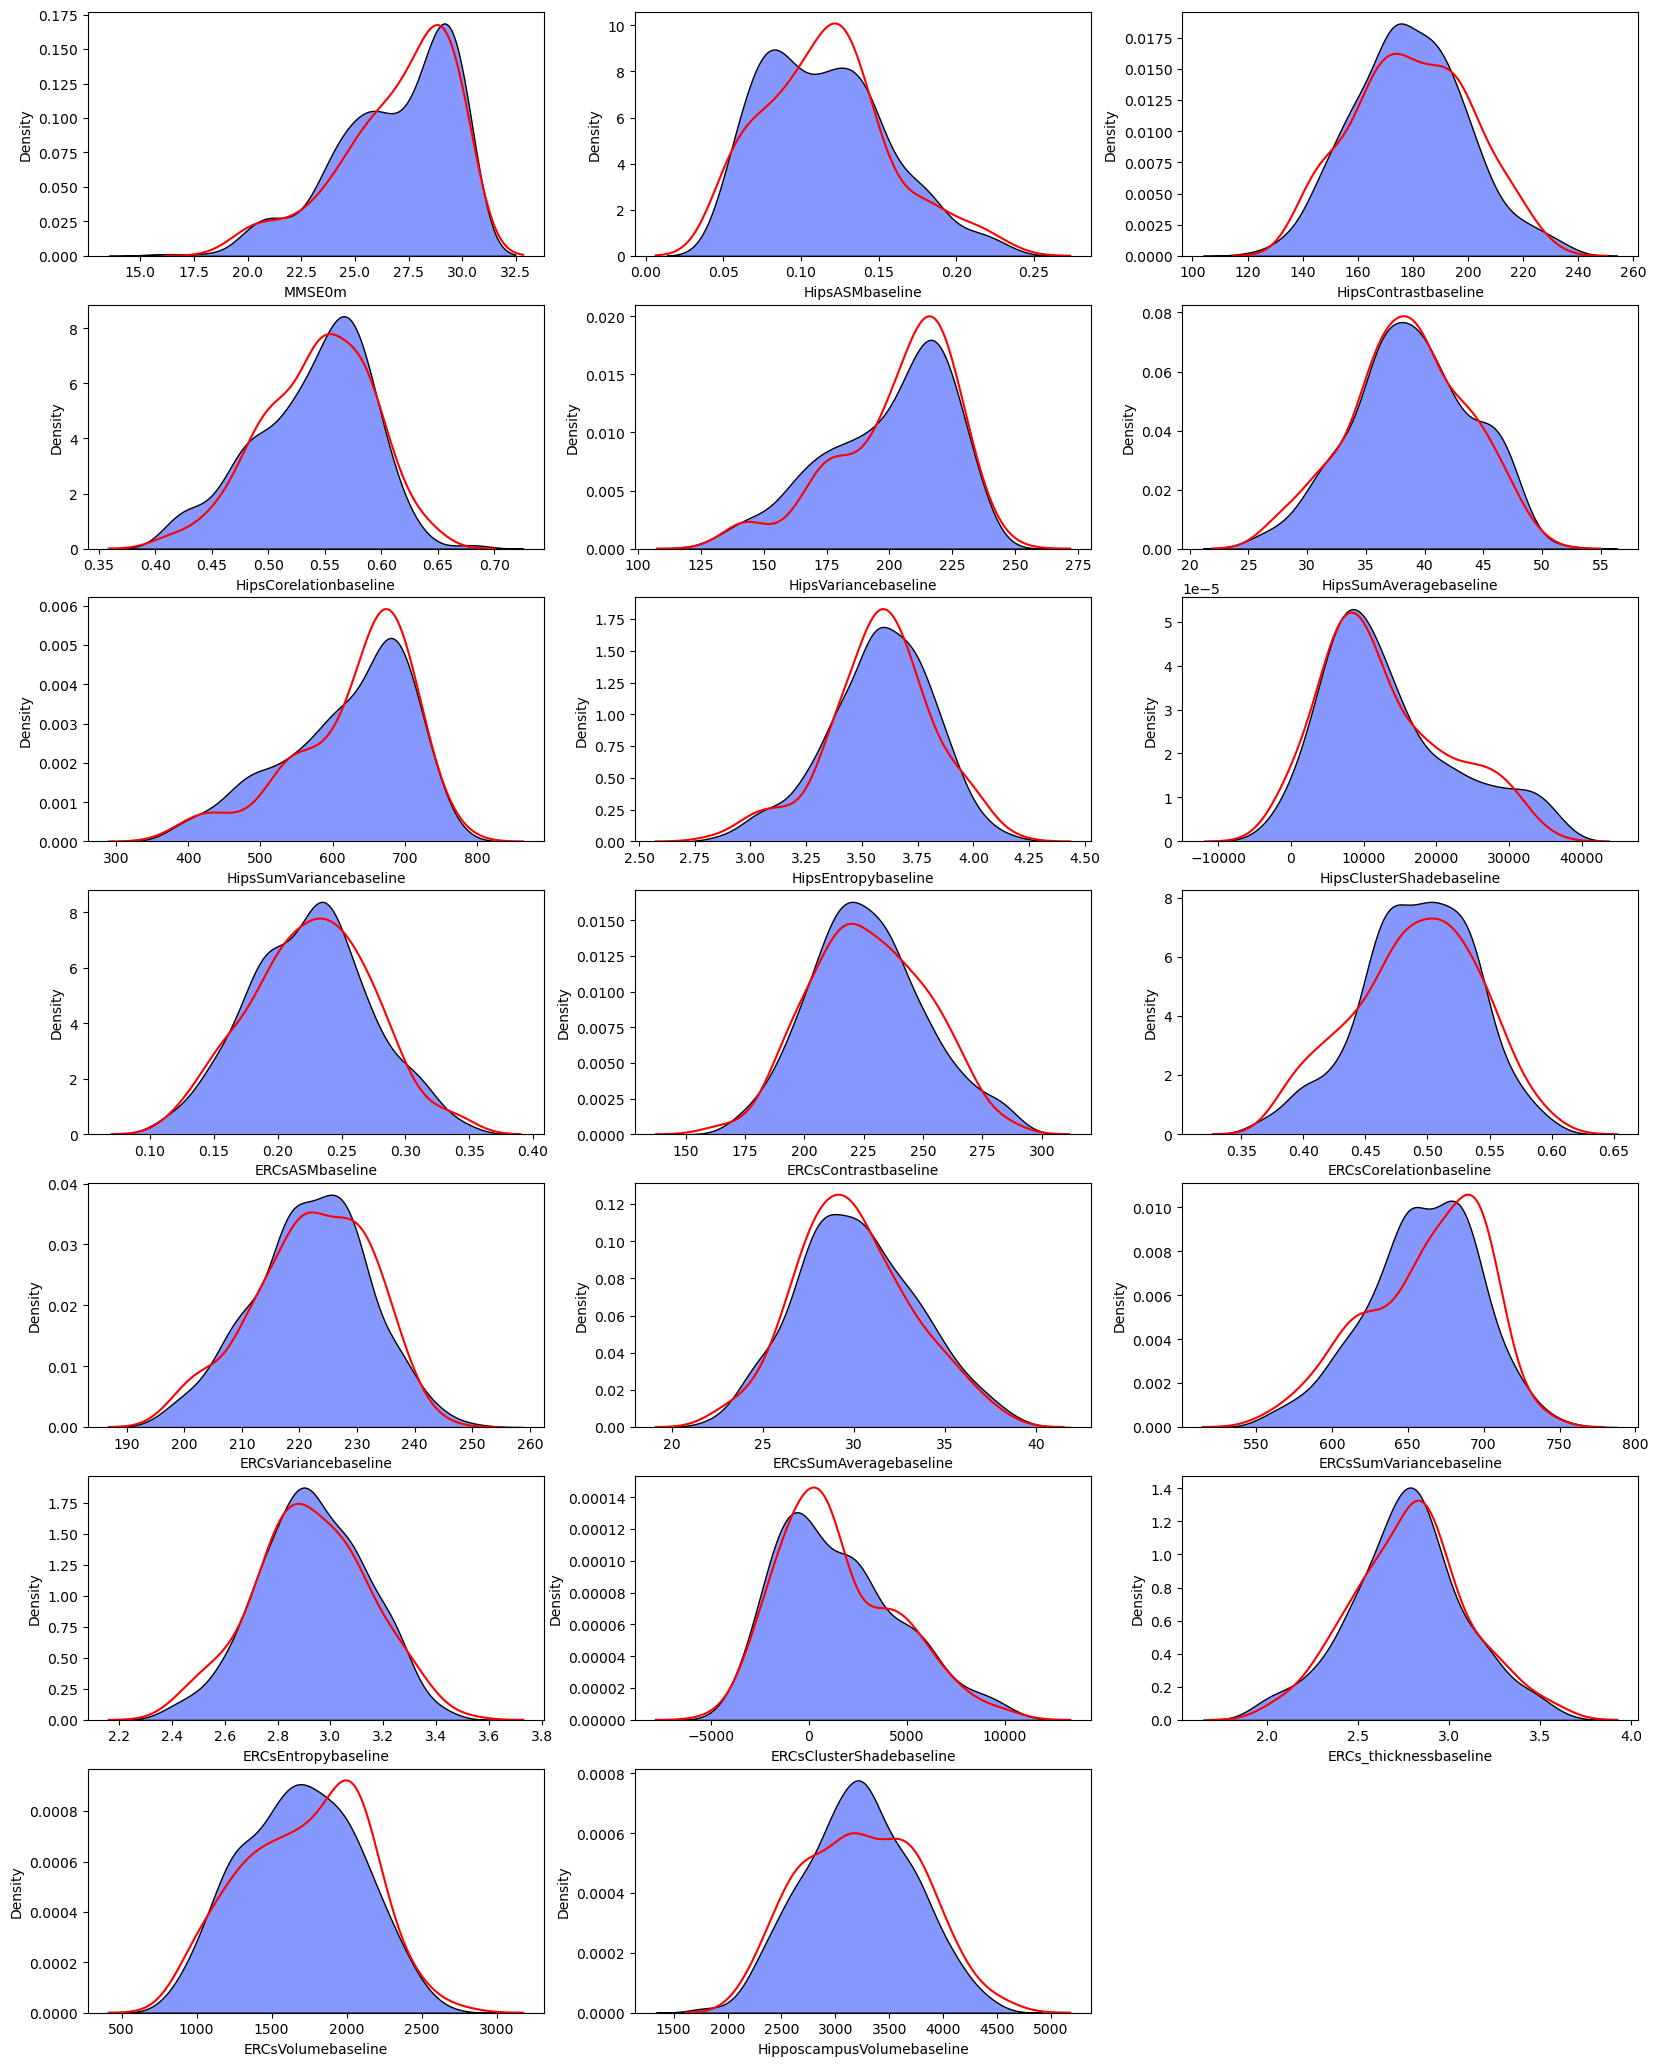 0.175
0.150
0.125
0.100
0.075
0.050
0.025
0.000
Density
15.0 17.5 20.0 22.5 25.0 27.5 30.0 32.5
MMSE0m
10
8
6
4
2
0
Density
0.00 0.05 0.10 0.15 0.20 0.25
HipsASMbaseline
0.0175
0.0150
0.0125
0.0100
0.0075
0.0050
0.0025
0.0000
Density
100 120 140 160 180 200 220 240 260
HipsContrastbaseline
8
6
4
2
0
Density
0.35 0.40 0.45 0.50 0.55 0.60 0.65 0.70
HipsCorelationbaseline
0.020
0.015
0.010
0.005
0.000
Density
100 125 150 175 200 225 250 275
HipsVariancebaseline
0.08
0.06
0.04
0.02
0.00
Density
20 25 30 35 40 45 50 55
HipsSumAveragebaseline
0.006
0.005
0.004
0.003
0.002
0.001
0.000
Density
300 400 500 600 700 800
HipsSumVariancebaseline
1.75
1.50
1.25
1.00
0.75
0.50
0.25
0.00
Density
2.50 2.75 3.00 3.25 3.50 3.75 4.00 4.25 4.50
HipsEntropybaseline
1e−5
5
4
3
2
1
0
Density
−10000 0 10000 20000 30000 40000
HipsClusterShadebaseline
8
6
4
2
0
Density
0.10 0.15 0.20 0.25 0.30 0.35 0.40
ERCsASMbaseline
0.0150
0.0125
0.0100
0.0075
0.0050
0.0025
0.0000
Density
150 175 200 225 250 275 300
ERCsContrastbaseline
8
6
4
2
0
Density
0.35 0.40 0.45 0.50 0.55 0.60 0.65
ERCsCorelationbaseline
0.04
0.03
0.02
0.01
0.00
Density
190 200 210 220 230 240 250 260
ERCsVariancebaseline
0.12
0.10
0.08
0.06
0.04
0.02
0.00
Density
20 25 30 35 40
ERCsSumAveragebaseline
0.010
0.008
0.006
0.004
0.002
0.000
Density
550 600 650 700 750 800
ERCsSumVariancebaseline
1.75
1.50
1.25
1.00
0.75
0.50
0.25
0.00
Density
2.2 2.4 2.6 2.8 3.0 3.2 3.4 3.6 3.8
ERCsEntropybaseline
0.00014
0.00012
0.00010
0.00008
0.00006
0.00004
0.00002
0.00000
Density
−5000 0 5000 10000
ERCsClusterShadebaseline
1.4
1.2
1.0
0.8
0.6
0.4
0.2
0.0
Density
2.0 2.5 3.0 3.5 4.0
ERCs_thicknessbaseline
0.0008
0.0006
0.0004
0.0002
0.0000
Density
500 1000 1500 2000 2500 3000
ERCsVolumebaseline
0.0008
0.0006
0.0004
0.0002
0.0000
Density
1500 2000 2500 3000 3500 4000 4500 5000
HipposcampusVolumebaseline